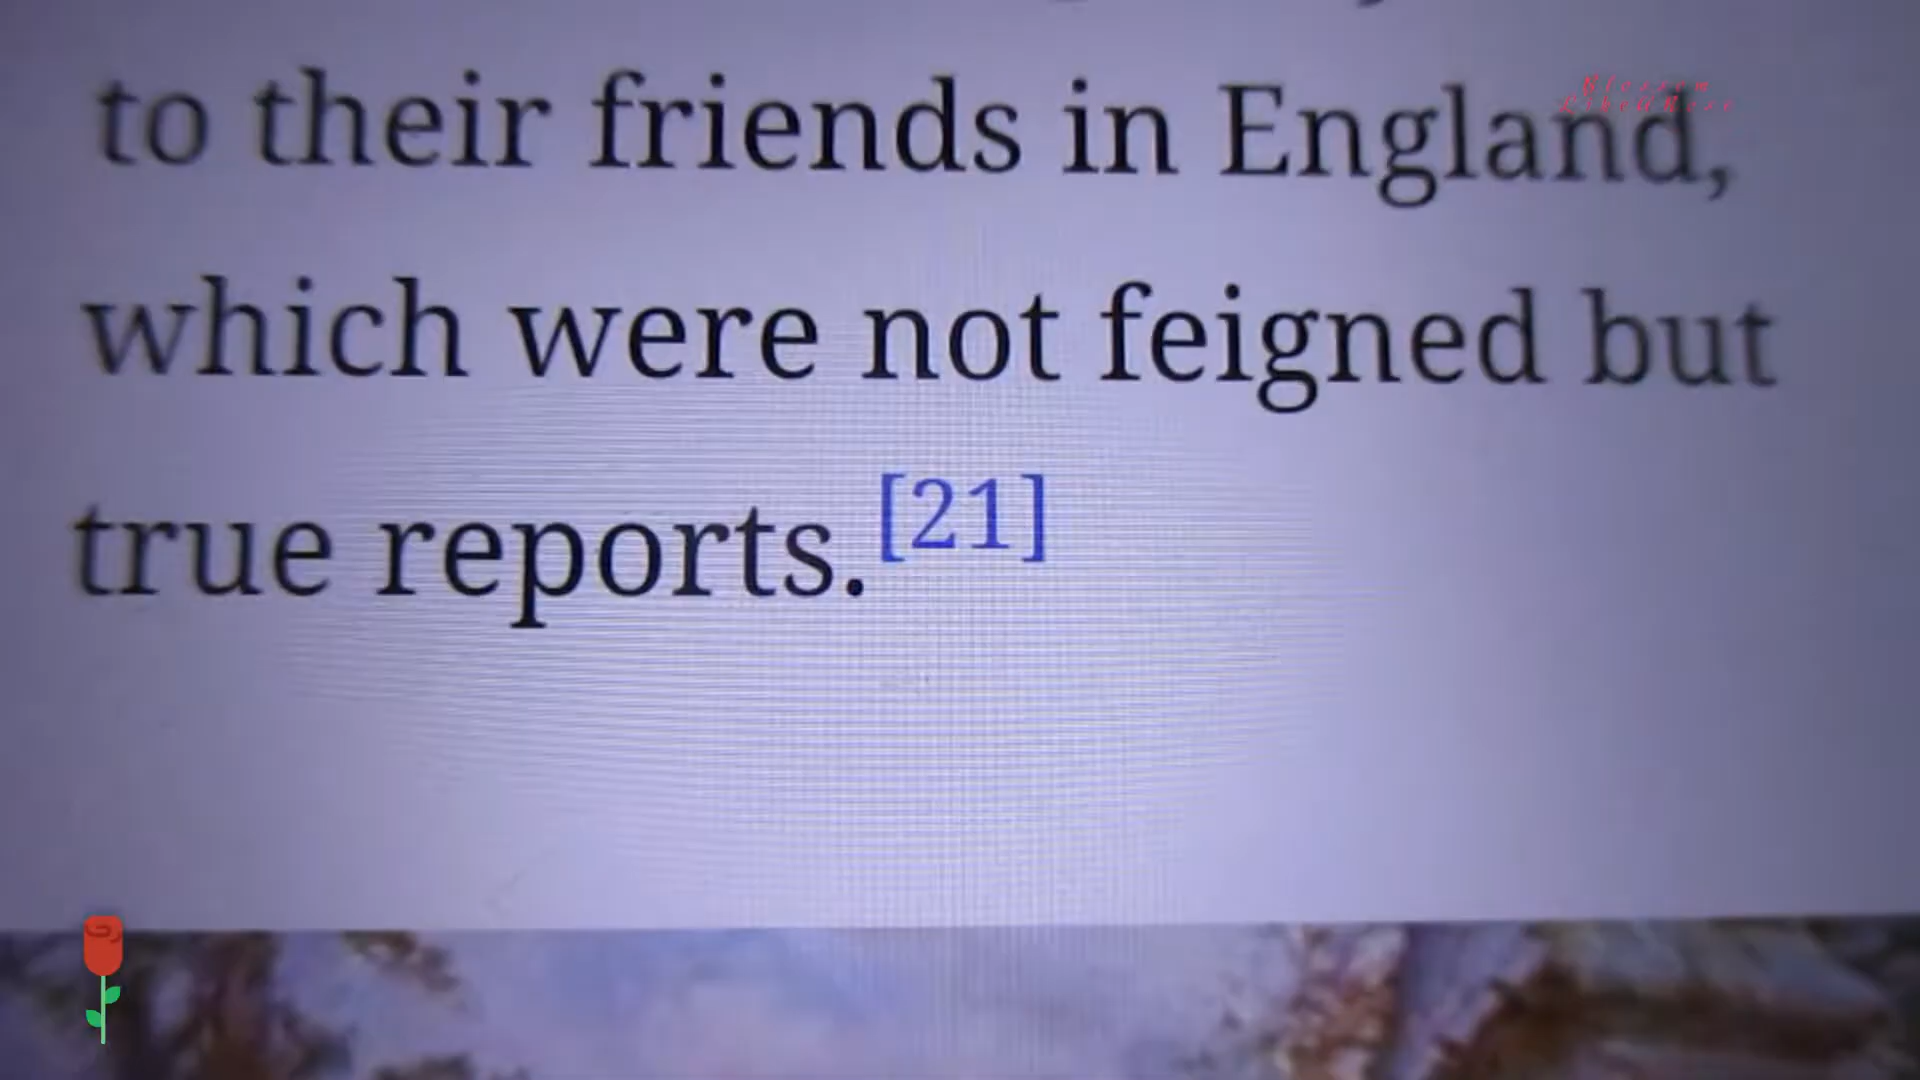 to their friends in England,
which were not feigned but
true reports.[21]